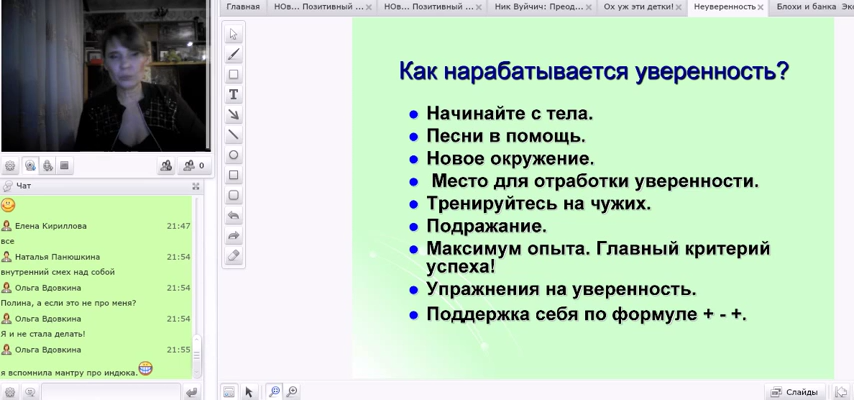 Главная
НОв... Позитивный ...
НОв... Позитивный ...
Ник Вуйчич: Преод...
Ох уж эти детки!
Неуверенность
Блохи и банка
Экс
Как нарабатывается уверенность?
Начинайте с тела.
Песни в помощь.
Новое окружение.
Место для отработки уверенности.
Тренируйтесь на чужих.
Подражание.
Максимум опыта. Главный критерий
успеха!
Упражнения на уверенность.
Поддержка себя по формуле + - +.
0
Чат
Елена Кириллова 21:47
все
Наталья Панюшкина 21:54
внутренний смех над собой
Ольга Вдовкина 21:54
Полина, а если это не про меня?
Ольга Вдовкина 21:54
Я и не стала делать!
Ольга Вдовкина 21:55
я вспомнила мантру про индюка.
T
Слайды